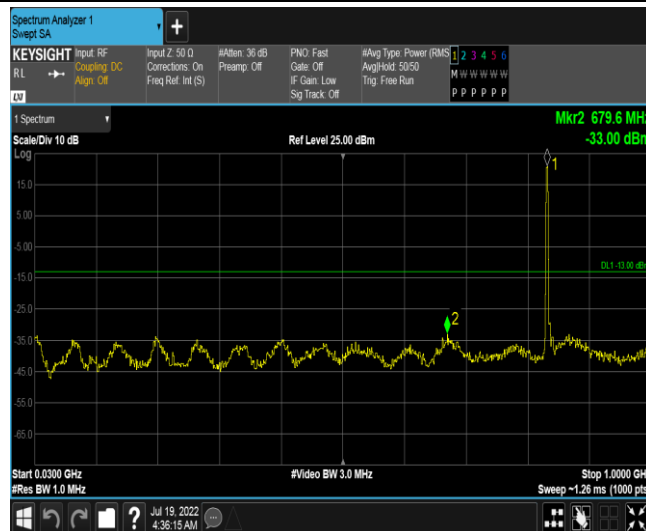 Spectrum Analyzer 1
Swept SA
+
KEYSIGHT Input: RF Input Z: 50 Ω #Atten: 36 dB PNO: Fast #Avg Type: Power (RMS 1 2 3 4 5 6
RL Coupling: DC Corrections: On Preamp: Off Gate: Off Avg|Hold: 50/50 M W W W W W
Align: Off Freq Ref: Int (S) IF Gain: Low Trig: Free Run
LXI Sig Track: Off P P P P P P
1 Spectrum Mkr2 679.6 MHz
Scale/Div 10 dB Ref Level 25.00 dBm -33.00 dBm
Log
1
15.0
5.00
-5.00
DL1 -13.00 dBm
-15.0
-25.0
2
-35.0
-45.0
-55.0
-65.0
Start 0.0300 GHz #Video BW 3.0 MHz Stop 1.0000 GH
#Res BW 1.0 MHz Sweep ~1.26 ms (1000 pts
? Jul 19, 2022
4:36:15 AM